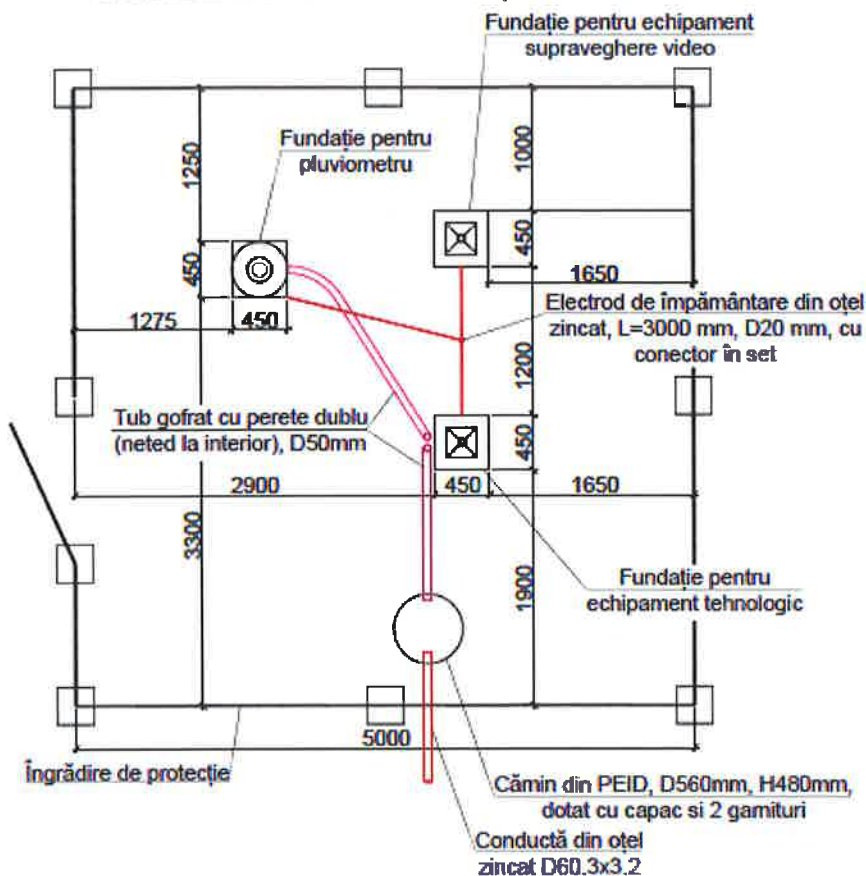 Fundație pentru echipament
supraveghere video
Fundație pentru
pluviometru
1250
1000
450
450
1650
1275
450
Electrod de împământare din oțel
zincat, L=3000 mm, D20 mm, cu
conector în set
1200
Tub gofrat cu perete dublu
(neted la interior), D50mm
450
2900
450
1650
3300
1900
Fundație pentru
echipament tehnologic
5000
Îngrădire de protecție
Cămin din PEID, D560mm, H480mm,
dotat cu capac si 2 garnituri
Conductă din oțel
zincat D60.3x3.2